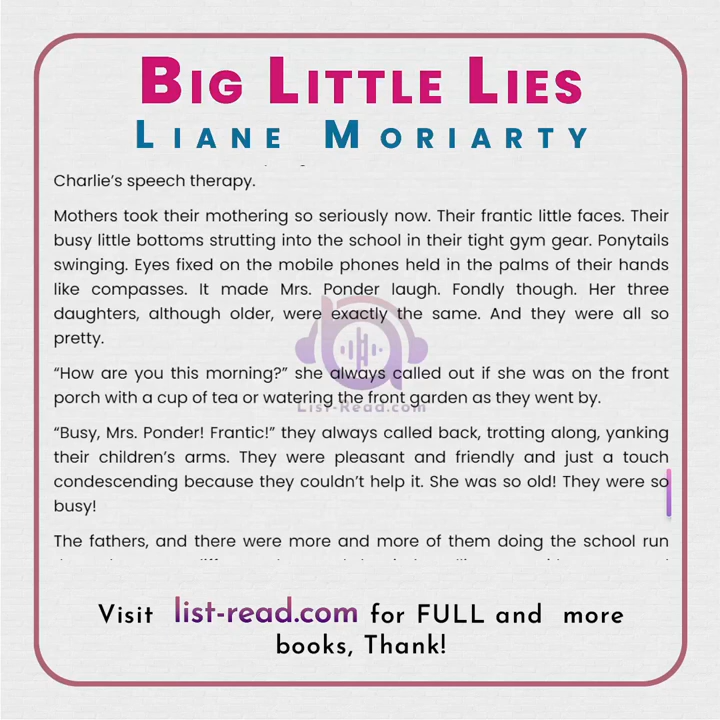 Big Little Lies
Liane Moriarty
Charlie’s speech therapy.
Mothers took their mothering so seriously now. Their frantic little faces. Their
busy little bottoms strutting into the school in their tight gym gear. Ponytails
swinging. Eyes fixed on the mobile phones held in the palms of their hands
like compasses. It made Mrs. Ponder laugh. Fondly though. Her three
daughters, although older, were exactly the same. And they were all so
pretty.
“How are you this morning?” she always called out if she was on the front
porch with a cup of tea or watering the front garden as they went by.
List-Read.com
“Busy, Mrs. Ponder! Frantic!” they always called back, trotting along, yanking
their children’s arms. They were pleasant and friendly and just a touch
condescending because they couldn’t help it. She was so old! They were so
busy!
The fathers, and there were more and more of them doing the school run
Visit list-read.com for FULL and more
books, Thank!